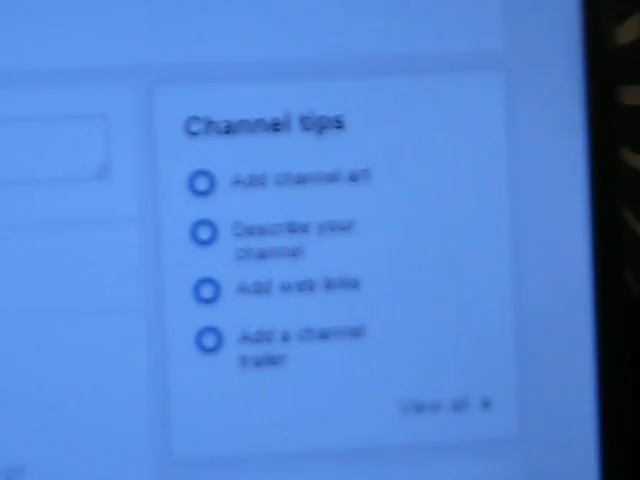 Channel tips
Add channel art
Describe your
channel
Add web links
Add a channel
trailer
View all